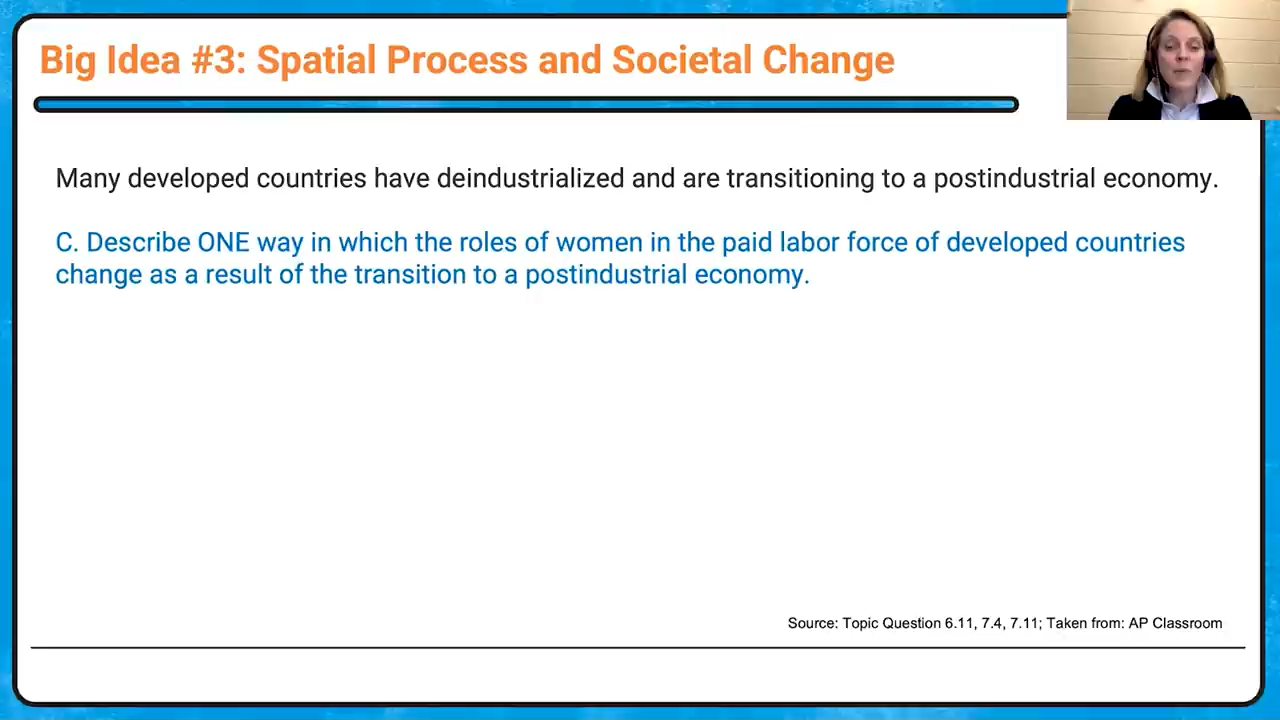 Big Idea #3: Spatial Process and Societal Change
Many developed countries have deindustrialized and are transitioning to a postindustrial economy.
C. Describe ONE way in which the roles of women in the paid labor force of developed countries
change as a result of the transition to a postindustrial economy.
Source: Topic Question 6.11, 7.4, 7.11; Taken from: AP Classroom